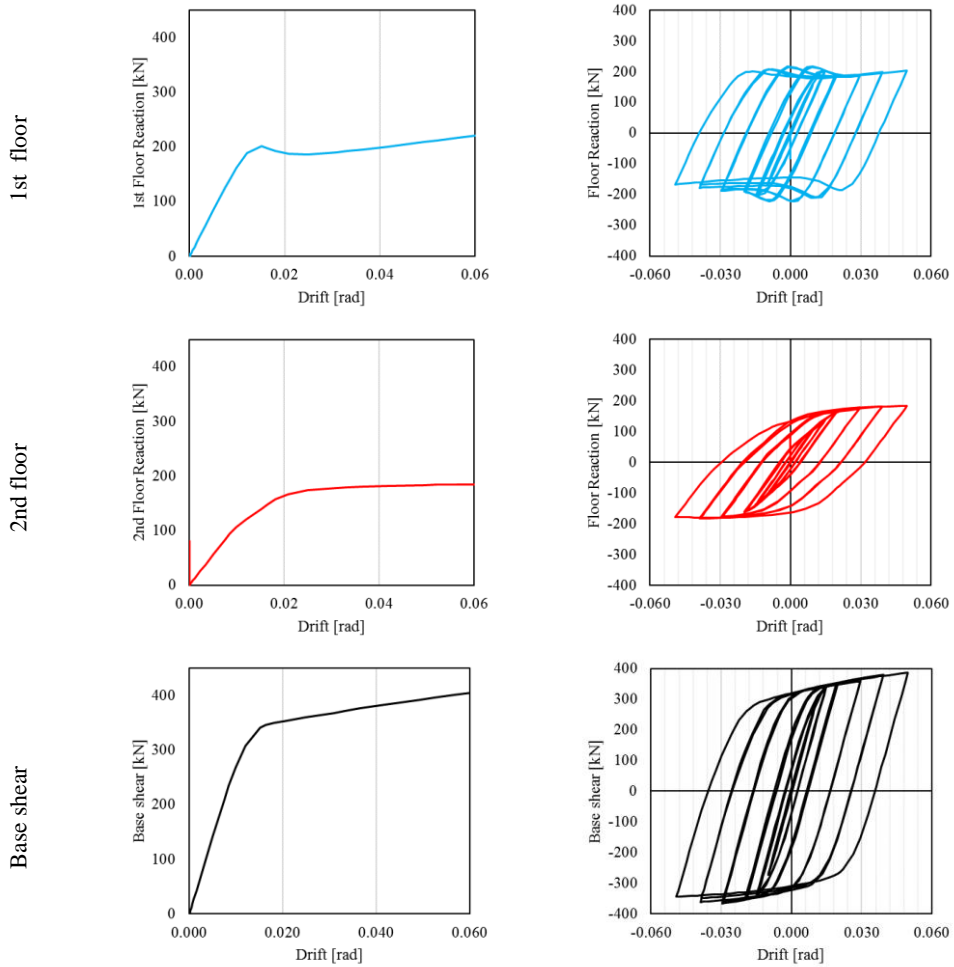 1st floor
1st Floor Reaction [kN]
400
300
200
100
0
0.00 0.02 0.04 0.06
Drift [rad]
Floor Reaction [kN]
400
300
200
100
0
-100
-200
-300
-400
-0.060 -0.030 0.000 0.030 0.060
Drift [rad]
2nd floor
2nd Floor Reaction [kN]
400
300
200
100
0
0.00 0.02 0.04 0.06
Drift [rad]
Floor Reaction [kN]
400
300
200
100
0
-100
-200
-300
-400
-0.060 -0.030 0.000 0.030 0.060
Drift [rad]
Base shear
Base shear [kN]
400
300
200
100
0
0.000 0.020 0.040 0.060
Drift [rad]
Base shear [kN]
400
300
200
100
0
-100
-200
-300
-400
-0.060 -0.030 0.000 0.030 0.060
Drift [rad]